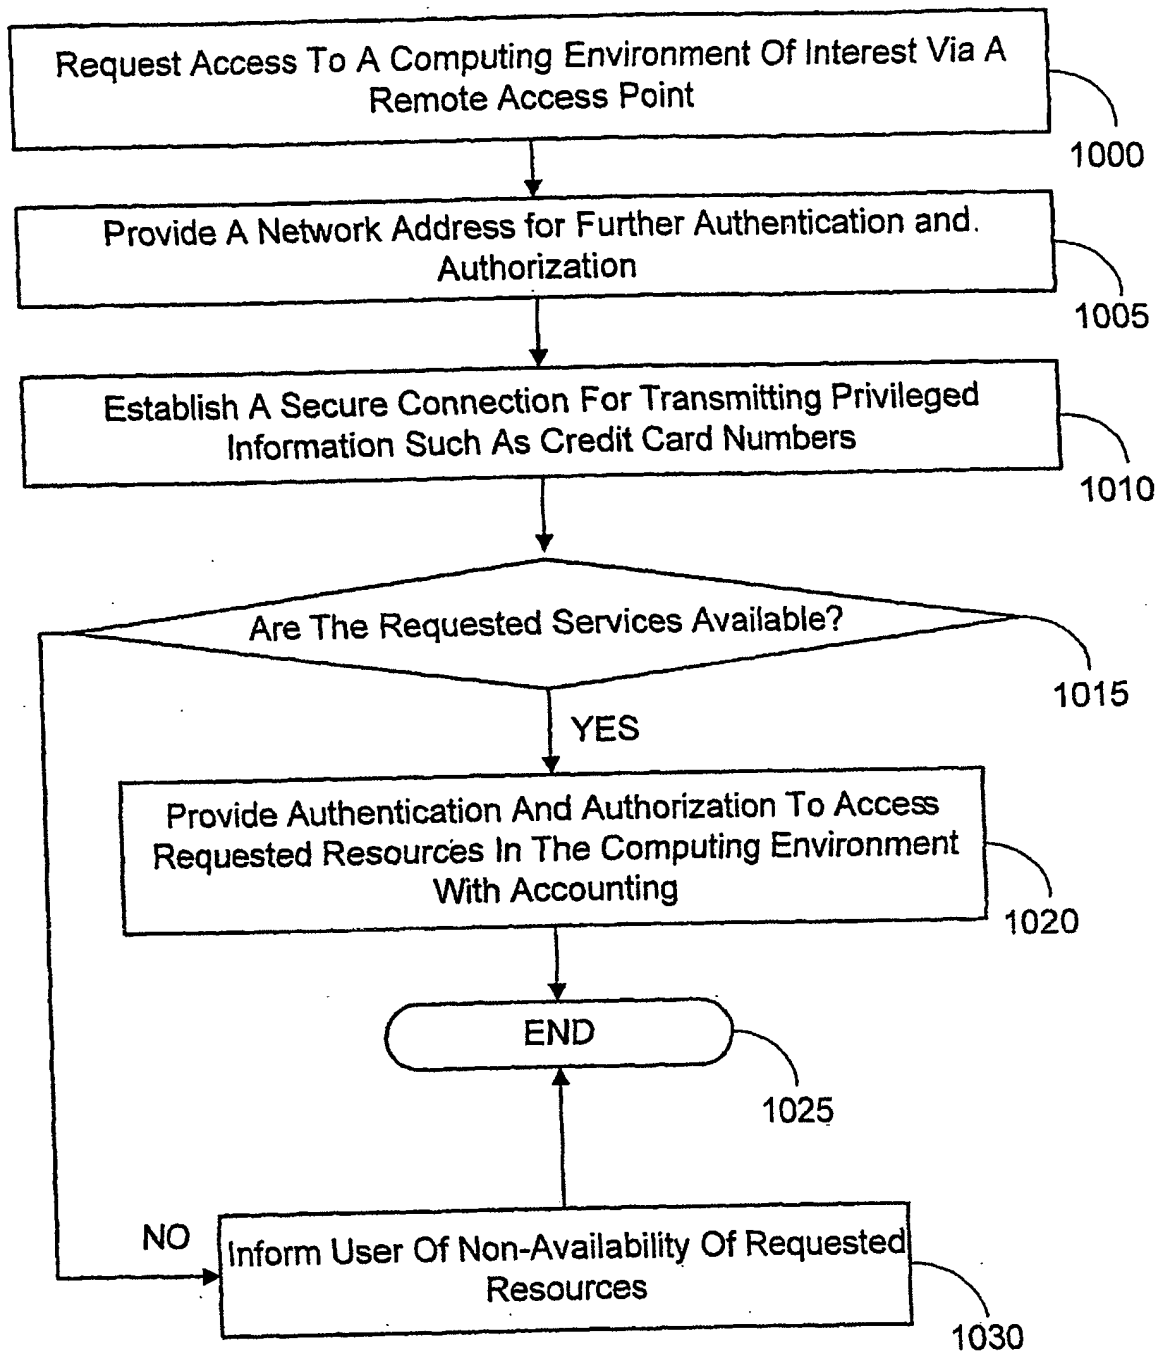 Request Access To A Computing Environment Of Interest Via A
Remote Access Point
1000
Provide A Network Address for Further Authentication and.
Authorization
1005
Establish A Secure Connection For Transmitting Privileged
Information Such As Credit Card Numbers
1010
Are The Requested Services Available?
1015
YES
Provide Authentication And Authorization To Access
Requested Resources In The Computing Environment
With Accounting
1020
END
1025
NO
Inform User Of Non-Availability Of Requested
Resources
1030